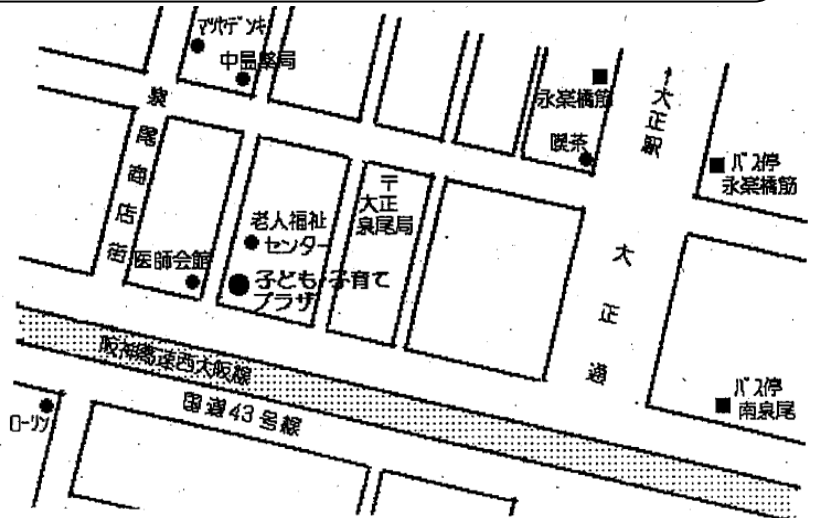 マツヤデンキ
中畠薬局
泉尾商店街
永楽橋筋
喫茶
↑大正駅
バス停
永楽橋筋
〒
大正
泉尾局
老人福祉
センター
医師会館
子ども・子育て
プラザ
大正通
阪神高速西大阪線
国道43号線
ローソン
バス停
南泉尾